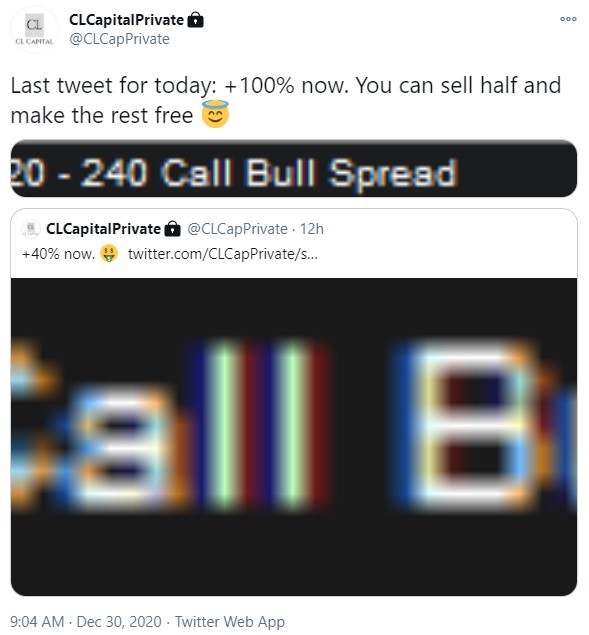 CLCapitalPrivate
@CLCapPrivate
CL
CL CAPITAL
Last tweet for today: +100% now. You can sell half and
make the rest free 😇
20 - 240 Call Bull Spread
CLCapitalPrivate @CLCapPrivate · 12h
+40% now. 🤑 twitter.com/CLCapPrivate/s...
Call B
9:04 AM · Dec 30, 2020 · Twitter Web App